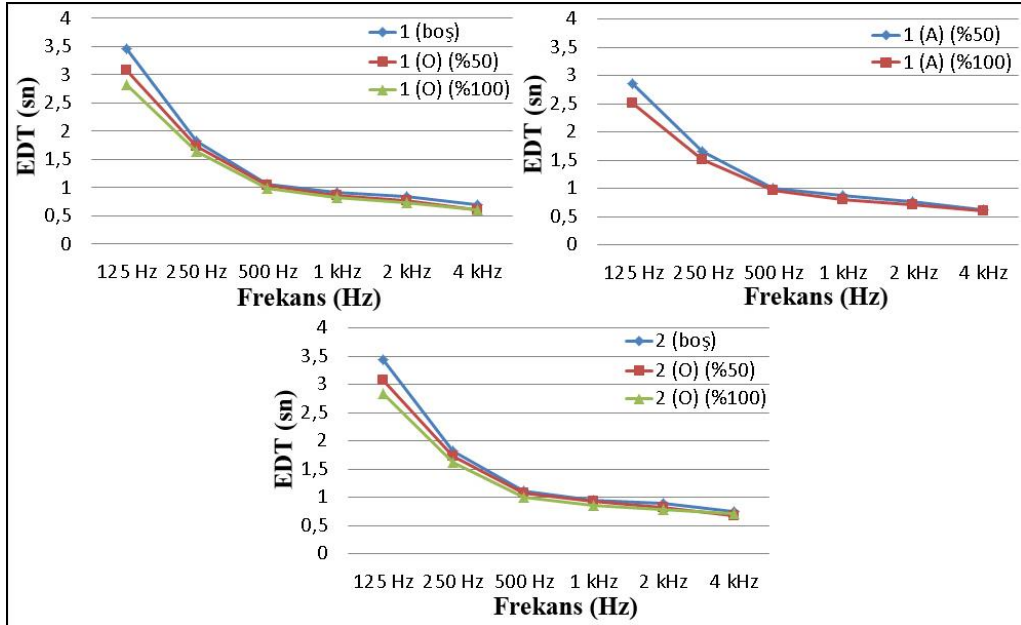 4
3,5
3
2,5
2
1,5
1
0,5
0
EDT (sn)
1 (boş)
1 (O) (%50)
1 (O) (%100)
125 Hz 250 Hz 500 Hz 1 kHz 2 kHz 4 kHz
Frekans (Hz)
4
3,5
3
2,5
2
1,5
1
0,5
0
EDT (sn)
1 (A) (%50)
1 (A) (%100)
125 Hz 250 Hz 500 Hz 1 kHz 2 kHz 4 kHz
Frekans (Hz)
4
3,5
3
2,5
2
1,5
1
0,5
0
EDT (sn)
2 (boş)
2 (O) (%50)
2 (O) (%100)
125 Hz 250 Hz 500 Hz 1 kHz 2 kHz 4 kHz
Frekans (Hz)